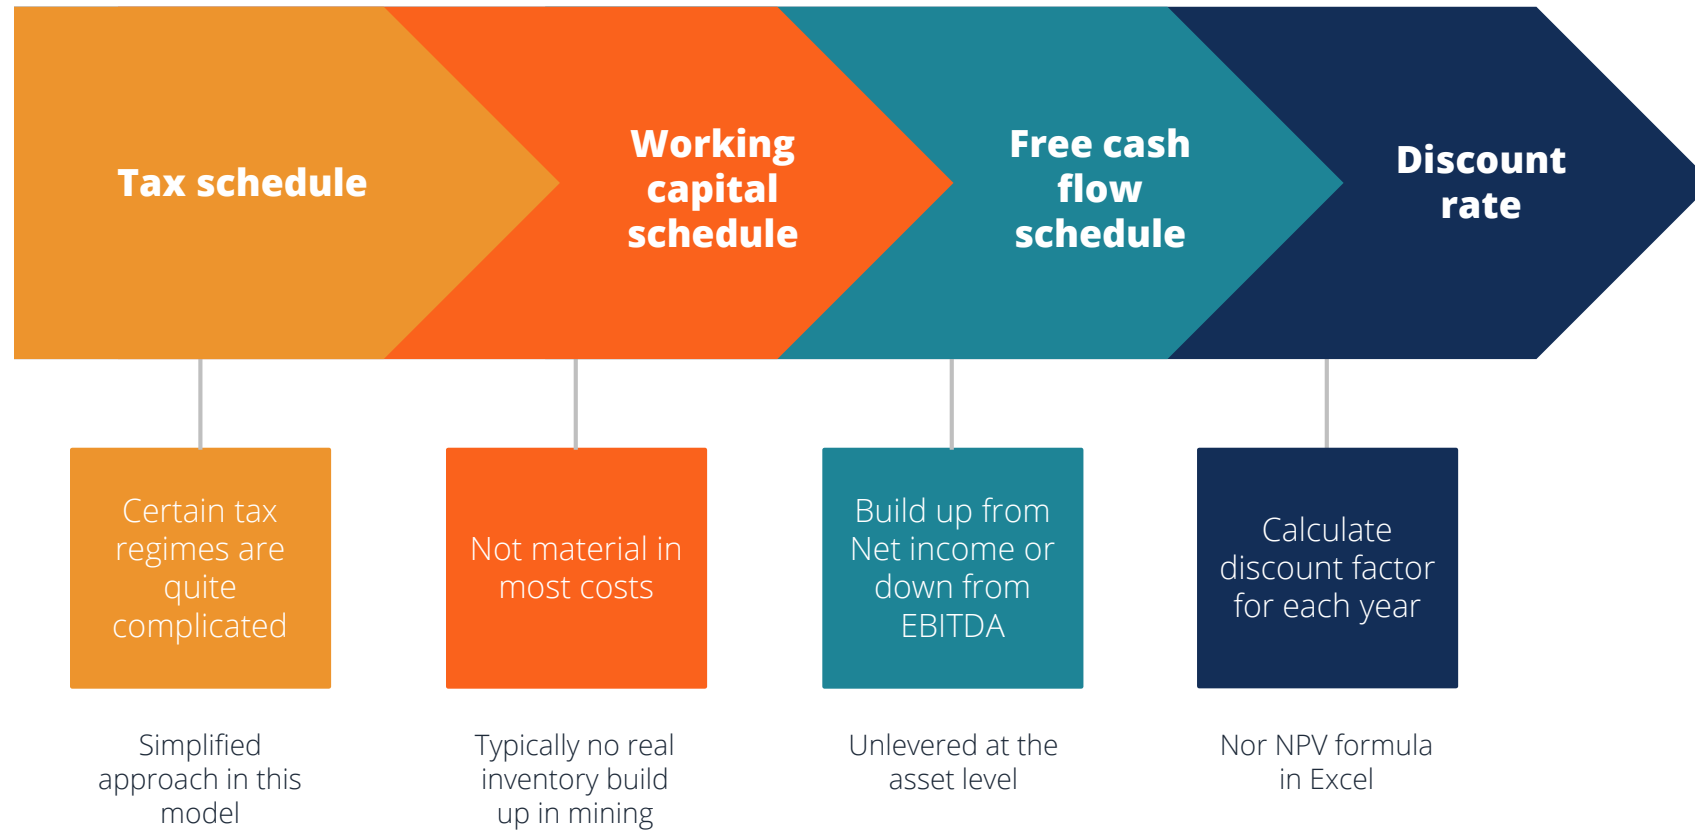 Tax schedule
Working
capital
schedule
Free cash
flow
schedule
Discount
rate
Certain tax
regimes are
quite
complicated
Not material in
most costs
Build up from
Net income or
down from
EBITDA
Calculate
discount factor
for each year
Simplified
approach in this
model
Typically no real
inventory build
up in mining
Unlevered at the
asset level
Nor NPV formula
in Excel